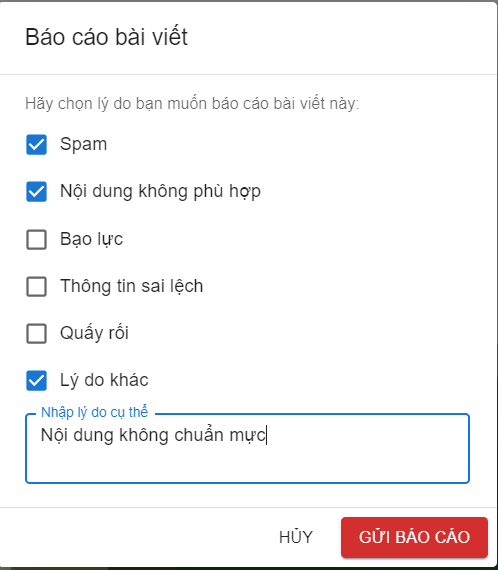 Báo cáo bài viết
Hãy chọn lý do bạn muốn báo cáo bài viết này:
Spam
Nội dung không phù hợp
Bạo lực
Thông tin sai lệch
Quấy rối
Lý do khác
Nhập lý do cụ thể
Nội dung không chuẩn mực
HỦY GỬI BÁO CÁO